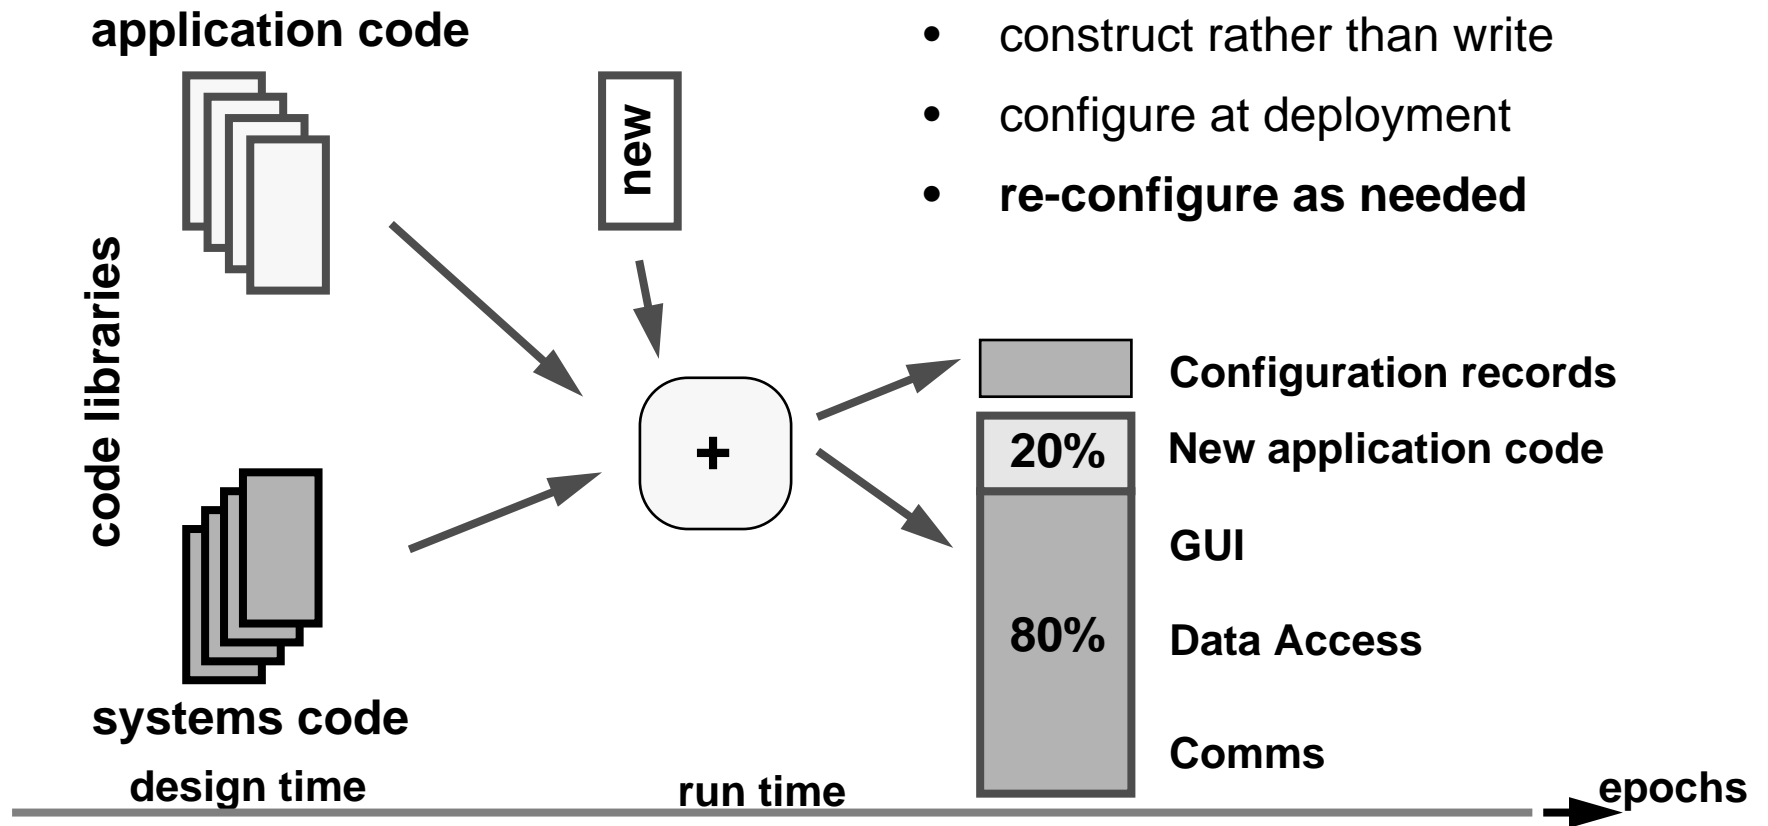 application code
• construct rather than write
• configure at deployment
• re-configure as needed
new
code libraries
+
Configuration records
20%
New application code
GUI
80%
Data Access
systems code
Comms
design time
run time
epochs